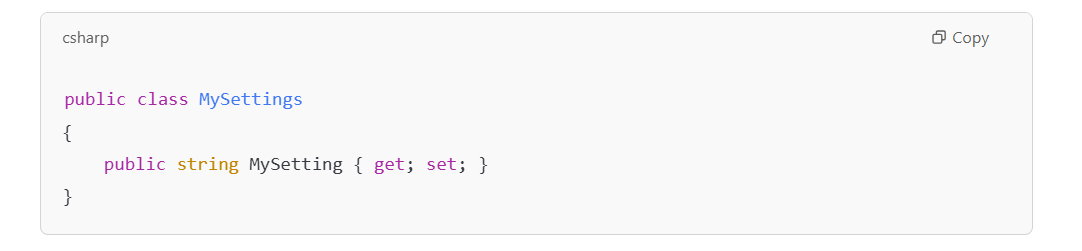 csharp
Copy
public class MySettings
{
    public string MySetting { get; set; }
}